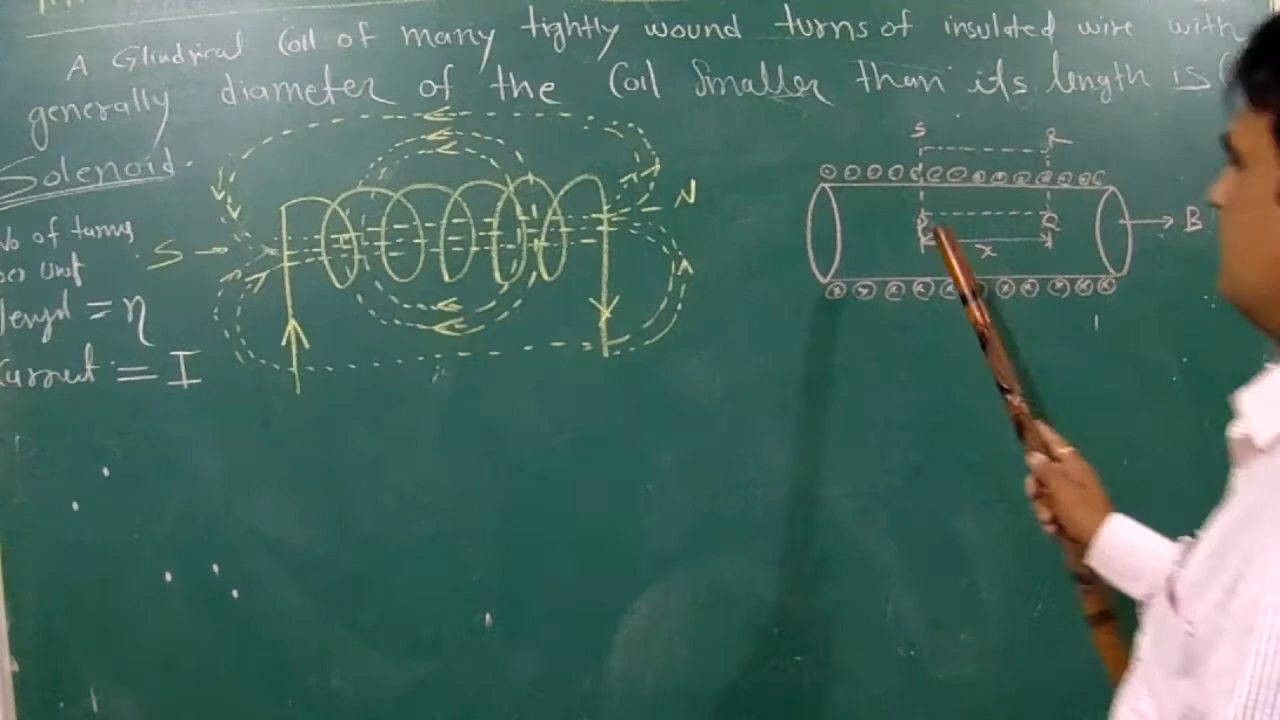 A Cylindrical Coil of many tightly wound turns of insulated wire with
generally diameter of the Coil Smaller than its length is
Solenoid.
No of turns
per Unit
length = η
Current = I
S
N
S R
P Q
x
B